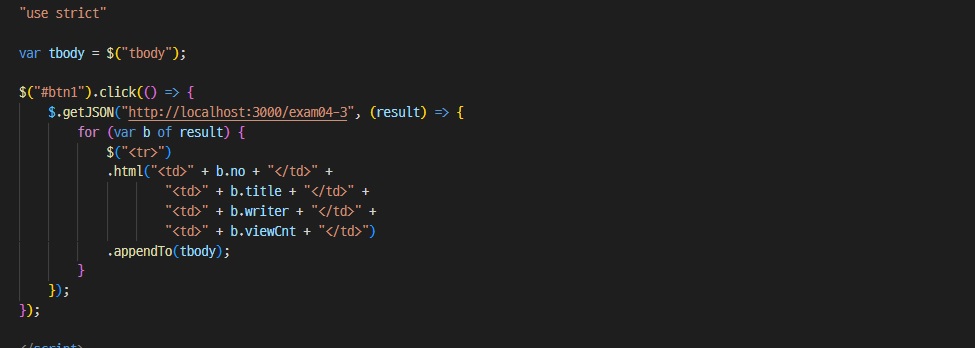 "use strict"
var tbody = $("tbody");
$("#btn1").click(() => {
$.getJSON("http://localhost:3000/exam04-3", (result) => {
for (var b of result) {
$("<tr>")
.html("<td>" + b.no + "</td>" +
"<td>" + b.title + "</td>" +
"<td>" + b.writer + "</td>" +
"<td>" + b.viewCnt + "</td>")
.appendTo(tbody);
}
});
});
</script>